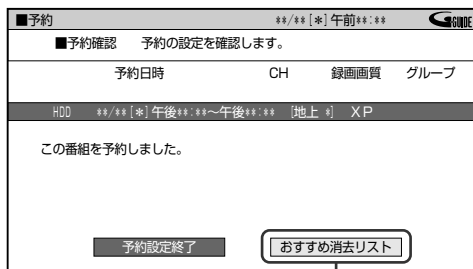 ■予約 **/**[*]午前**:** GGUIDE
■予約確認 予約の設定を確認します。
予約日時 CH 録画画質 グループ
HDD **/**[*]午後**:**～午後**:** [地上 *] XP
この番組を予約しました。
予約設定終了 おすすめ消去リスト